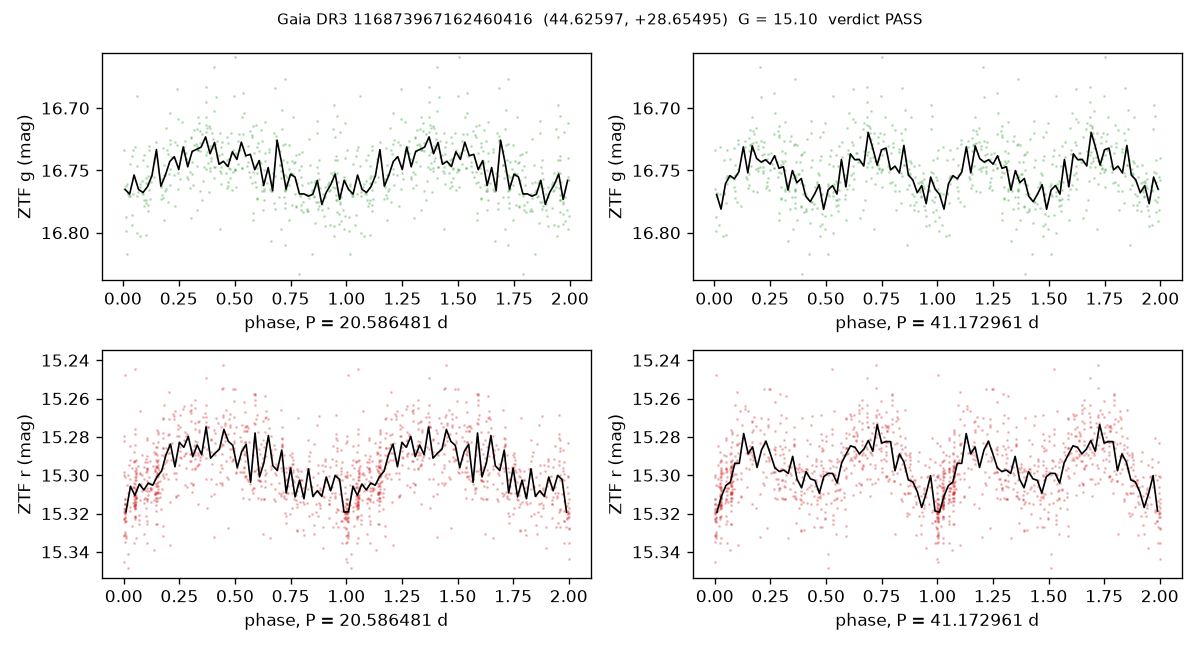 Gaia DR3 116873967162460416 (44.62597, +28.65495) G = 15.10 verdict PASS
ZTF g (mag)
16.70
16.75
16.80
0.00 0.25 0.50 0.75 1.00 1.25 1.50 1.75 2.00
phase, P = 20.586481 d
ZTF g (mag)
16.70
16.75
16.80
0.00 0.25 0.50 0.75 1.00 1.25 1.50 1.75 2.00
phase, P = 41.172961 d
ZTF r (mag)
15.24
15.26
15.28
15.30
15.32
15.34
0.00 0.25 0.50 0.75 1.00 1.25 1.50 1.75 2.00
phase, P = 20.586481 d
ZTF r (mag)
15.24
15.26
15.28
15.30
15.32
15.34
0.00 0.25 0.50 0.75 1.00 1.25 1.50 1.75 2.00
phase, P = 41.172961 d